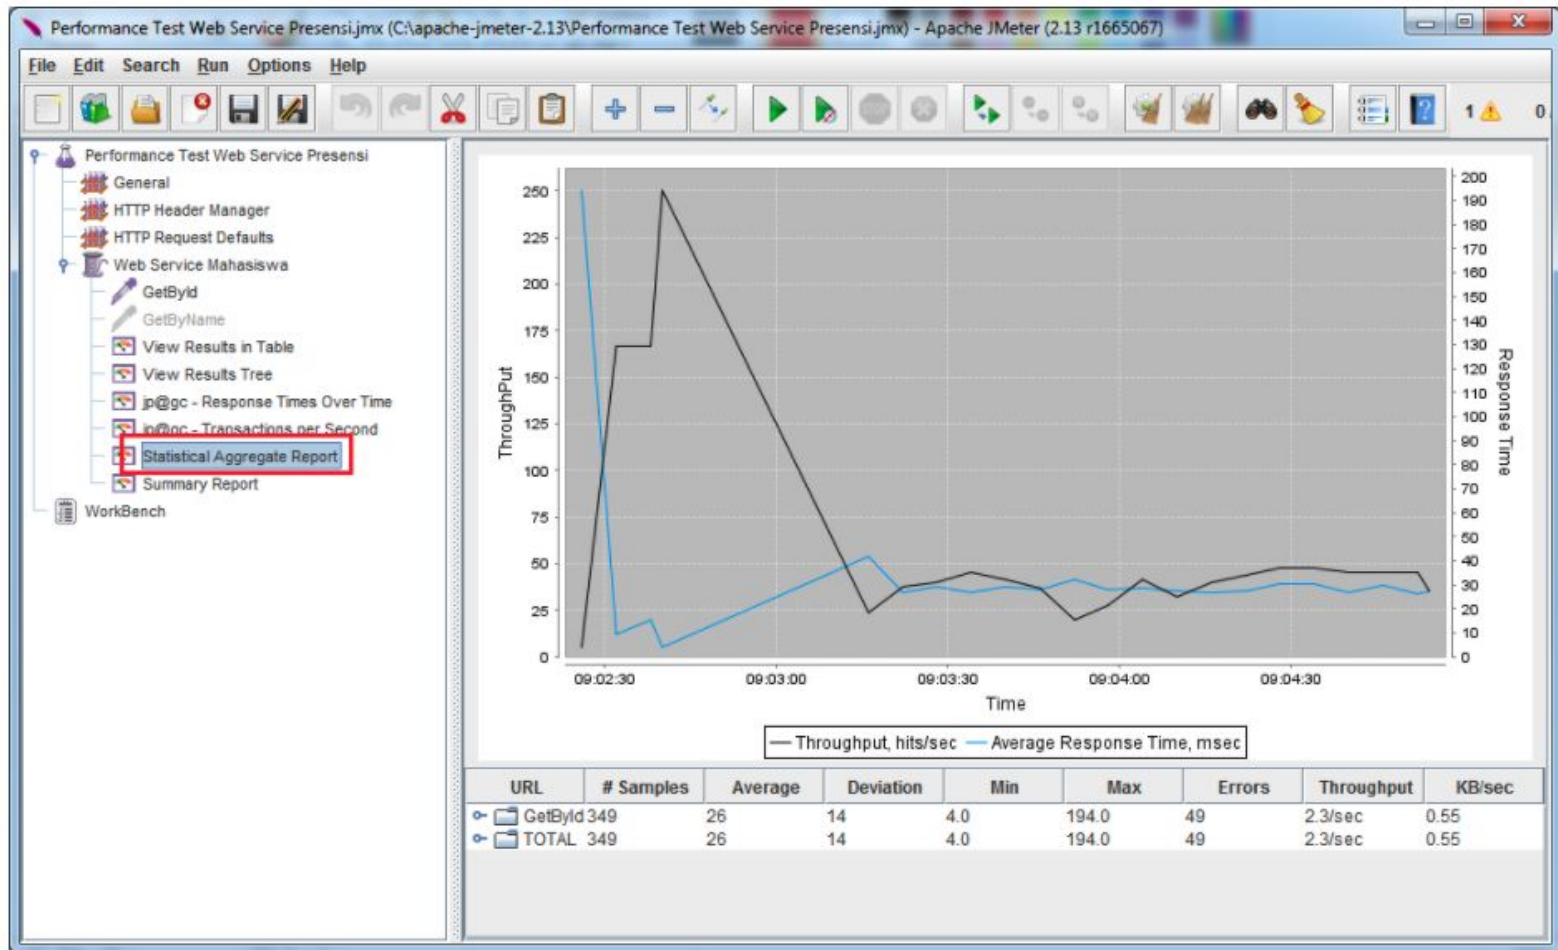 Performance Test Web Service Presensi.jmx (C:\apache-jmeter-2.13\Performance Test Web Service Presensi.jmx) - Apache JMeter (2.13 r1665067)
File Edit Search Run Options Help
1 0
Performance Test Web Service Presensi
General
HTTP Header Manager
HTTP Request Defaults
Web Service Mahasiswa
GetById
GetByName
View Results in Table
View Results Tree
jp@gc - Response Times Over Time
jp@gc - Transactions per Second
Statistical Aggregate Report
Summary Report
WorkBench
ThroughPut
250
225
200
175
150
125
100
75
50
25
0
200
190
180
170
160
150
140
130
120
110
100
90
80
70
60
50
40
30
20
10
0
Response Time
09:02:30 09:03:00 09:03:30 09:04:00 09:04:30
Time
Throughput, hits/sec Average Response Time, msec
URL # Samples Average Deviation Min Max Errors Throughput KB/sec
GetById 349 26 14 4.0 194.0 49 2.3/sec 0.55
TOTAL 349 26 14 4.0 194.0 49 2.3/sec 0.55